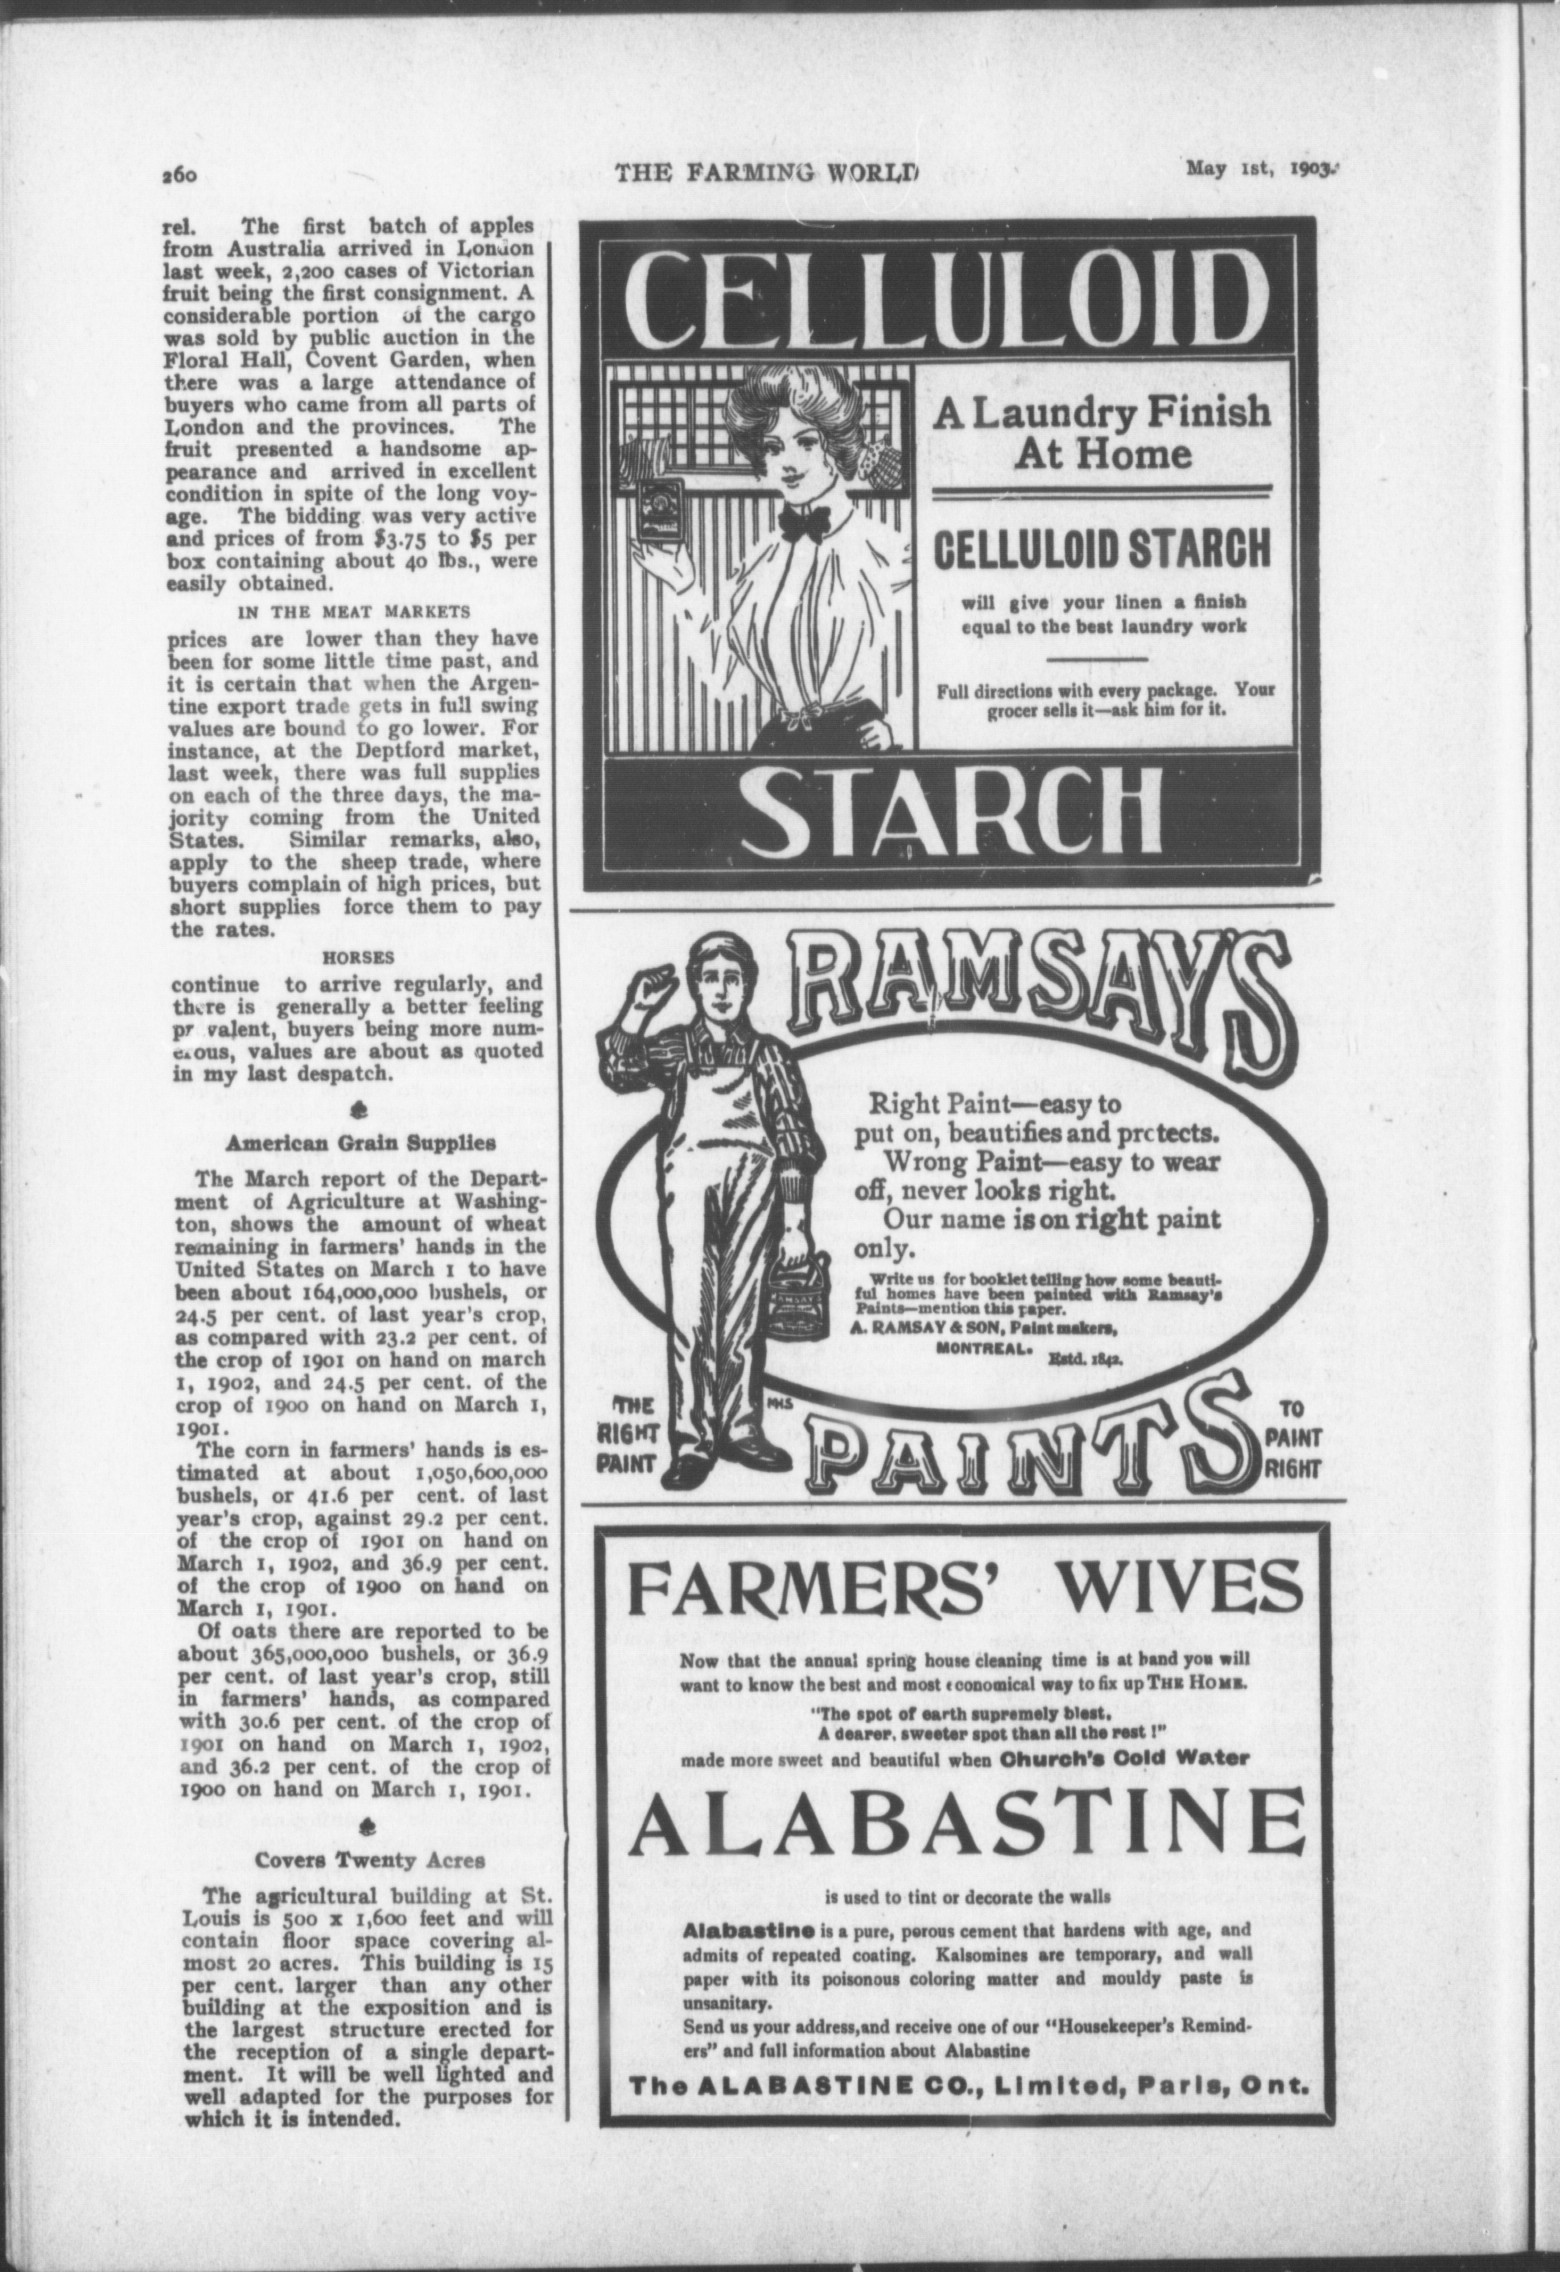 260
THE FARMING WORLD
May 1st, 1903.
rel. The first batch of apples
from Australia arrived in London
last week, 2,200 cases of Victorian
fruit being the first consignment. A
considerable portion of the cargo
was sold by public auction in the
Floral Hall, Covent Garden, when
there was a large attendance of
buyers who came from all parts of
London and the provinces. The
fruit presented a handsome ap-
pearance and arrived in excellent
condition in spite of the long voy-
age. The bidding was very active
and prices of from $3.75 to $5 per
box containing about 40 lbs., were
easily obtained.
IN THE MEAT MARKETS
prices are lower than they have
been for some little time past, and
it is certain that when the Argen-
tine export trade gets in full swing
values are bound to go lower. For
instance, at the Deptford market,
last week, there was full supplies
on each of the three days, the ma-
jority coming from the United
States. Similar remarks, also,
apply to the sheep trade, where
buyers complain of high prices, but
short supplies force them to pay
the rates.
HORSES
continue to arrive regularly, and
there is generally a better feeling
pr valent, buyers being more num-
erous, values are about as quoted
in my last despatch.
American Grain Supplies
The March report of the Depart-
ment of Agriculture at Washing-
ton, shows the amount of wheat
remaining in farmers' hands in the
United States on March 1 to have
been about 164,000,000 bushels, or
24.5 per cent. of last year's crop,
as compared with 23.2 per cent. of
the crop of 1901 on hand on march
1, 1902, and 24.5 per cent. of the
crop of 1900 on hand on March 1,
1901.
The corn in farmers' hands is es-
timated at about 1,050,600,000
bushels, or 41.6 per cent. of last
year's crop, against 29.2 per cent.
of the crop of 1901 on hand on
March 1, 1902, and 36.9 per cent.
of the crop of 1900 on hand on
March 1, 1901.
Of oats there are reported to be
about 365,000,000 bushels, or 36.9
per cent. of last year's crop, still
in farmers' hands, as compared
with 30.6 per cent. of the crop of
1901 on hand on March 1, 1902,
and 36.2 per cent. of the crop of
1900 on hand on March 1, 1901.
Covers Twenty Acres
The agricultural building at St.
Louis is 500 x 1,600 feet and will
contain floor space covering al-
most 20 acres. This building is 15
per cent. larger than any other
building at the exposition and is
the largest structure erected for
the reception of a single depart-
ment. It will be well lighted and
well adapted for the purposes for
which it is intended.
CELLULOID
A Laundry Finish
At Home
CELLULOID STARCH
will give your linen a finish
equal to the best laundry work
Full directions with every package. Your
grocer sells it—ask him for it.
STARCH
RAMSAY'S
Right Paint—easy to
put on, beautifies and protects.
Wrong Paint—easy to wear
off, never looks right.
Our name is on right paint
only.
Write us for booklet telling how some beauti-
ful homes have been painted with Ramsay's
Paints—mention this paper.
A. RAMSAY & SON, Paint makers,
MONTREAL.
Estd. 1842.
RAMSAY'S
THE
RIGHT
PAINT
MHS
PAINTS
TO
PAINT
RIGHT
FARMERS' WIVES
Now that the annual spring house cleaning time is at hand you will
want to know the best and most economical way to fix up THE HOME.
"The spot of earth supremely blest,
A dearer, sweeter spot than all the rest!"
made more sweet and beautiful when Church's Cold Water
ALABASTINE
is used to tint or decorate the walls
Alabastine is a pure, porous cement that hardens with age, and
admits of repeated coating. Kalsomines are temporary, and wall
paper with its poisonous coloring matter and mouldy paste is
unsanitary.
Send us your address, and receive one of our "Housekeeper's Remind-
ers" and full information about Alabastine
The ALABASTINE CO., Limited, Paris, Ont.